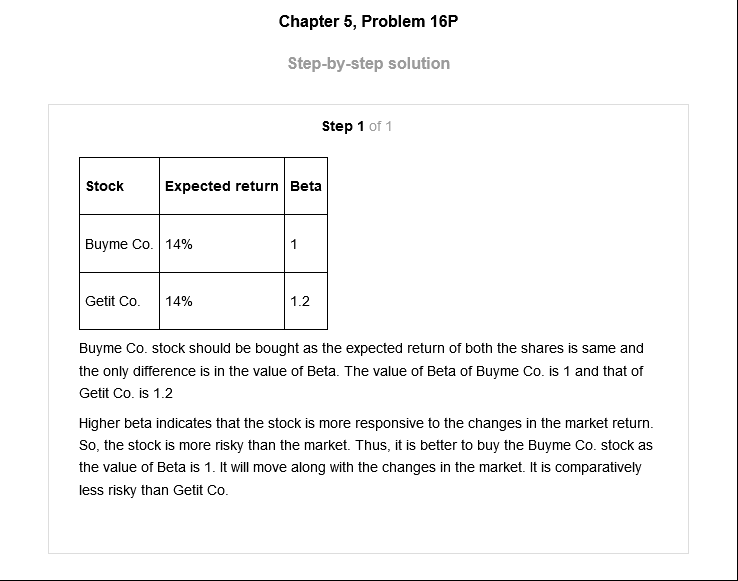 Chapter 5, Problem 16P
Step-by-step solution
Step 1 of 1
Stock Expected return Beta
Buyme Co. 14% 1
Getit Co. 14% 1.2
Buyme Co. stock should be bought as the expected return of both the shares is same and
the only difference is in the value of Beta. The value of Beta of Buyme Co. is 1 and that of
Getit Co. is 1.2
Higher beta indicates that the stock is more responsive to the changes in the market return.
So, the stock is more risky than the market. Thus, it is better to buy the Buyme Co. stock as
the value of Beta is 1. It will move along with the changes in the market. It is comparatively
less risky than Getit Co.